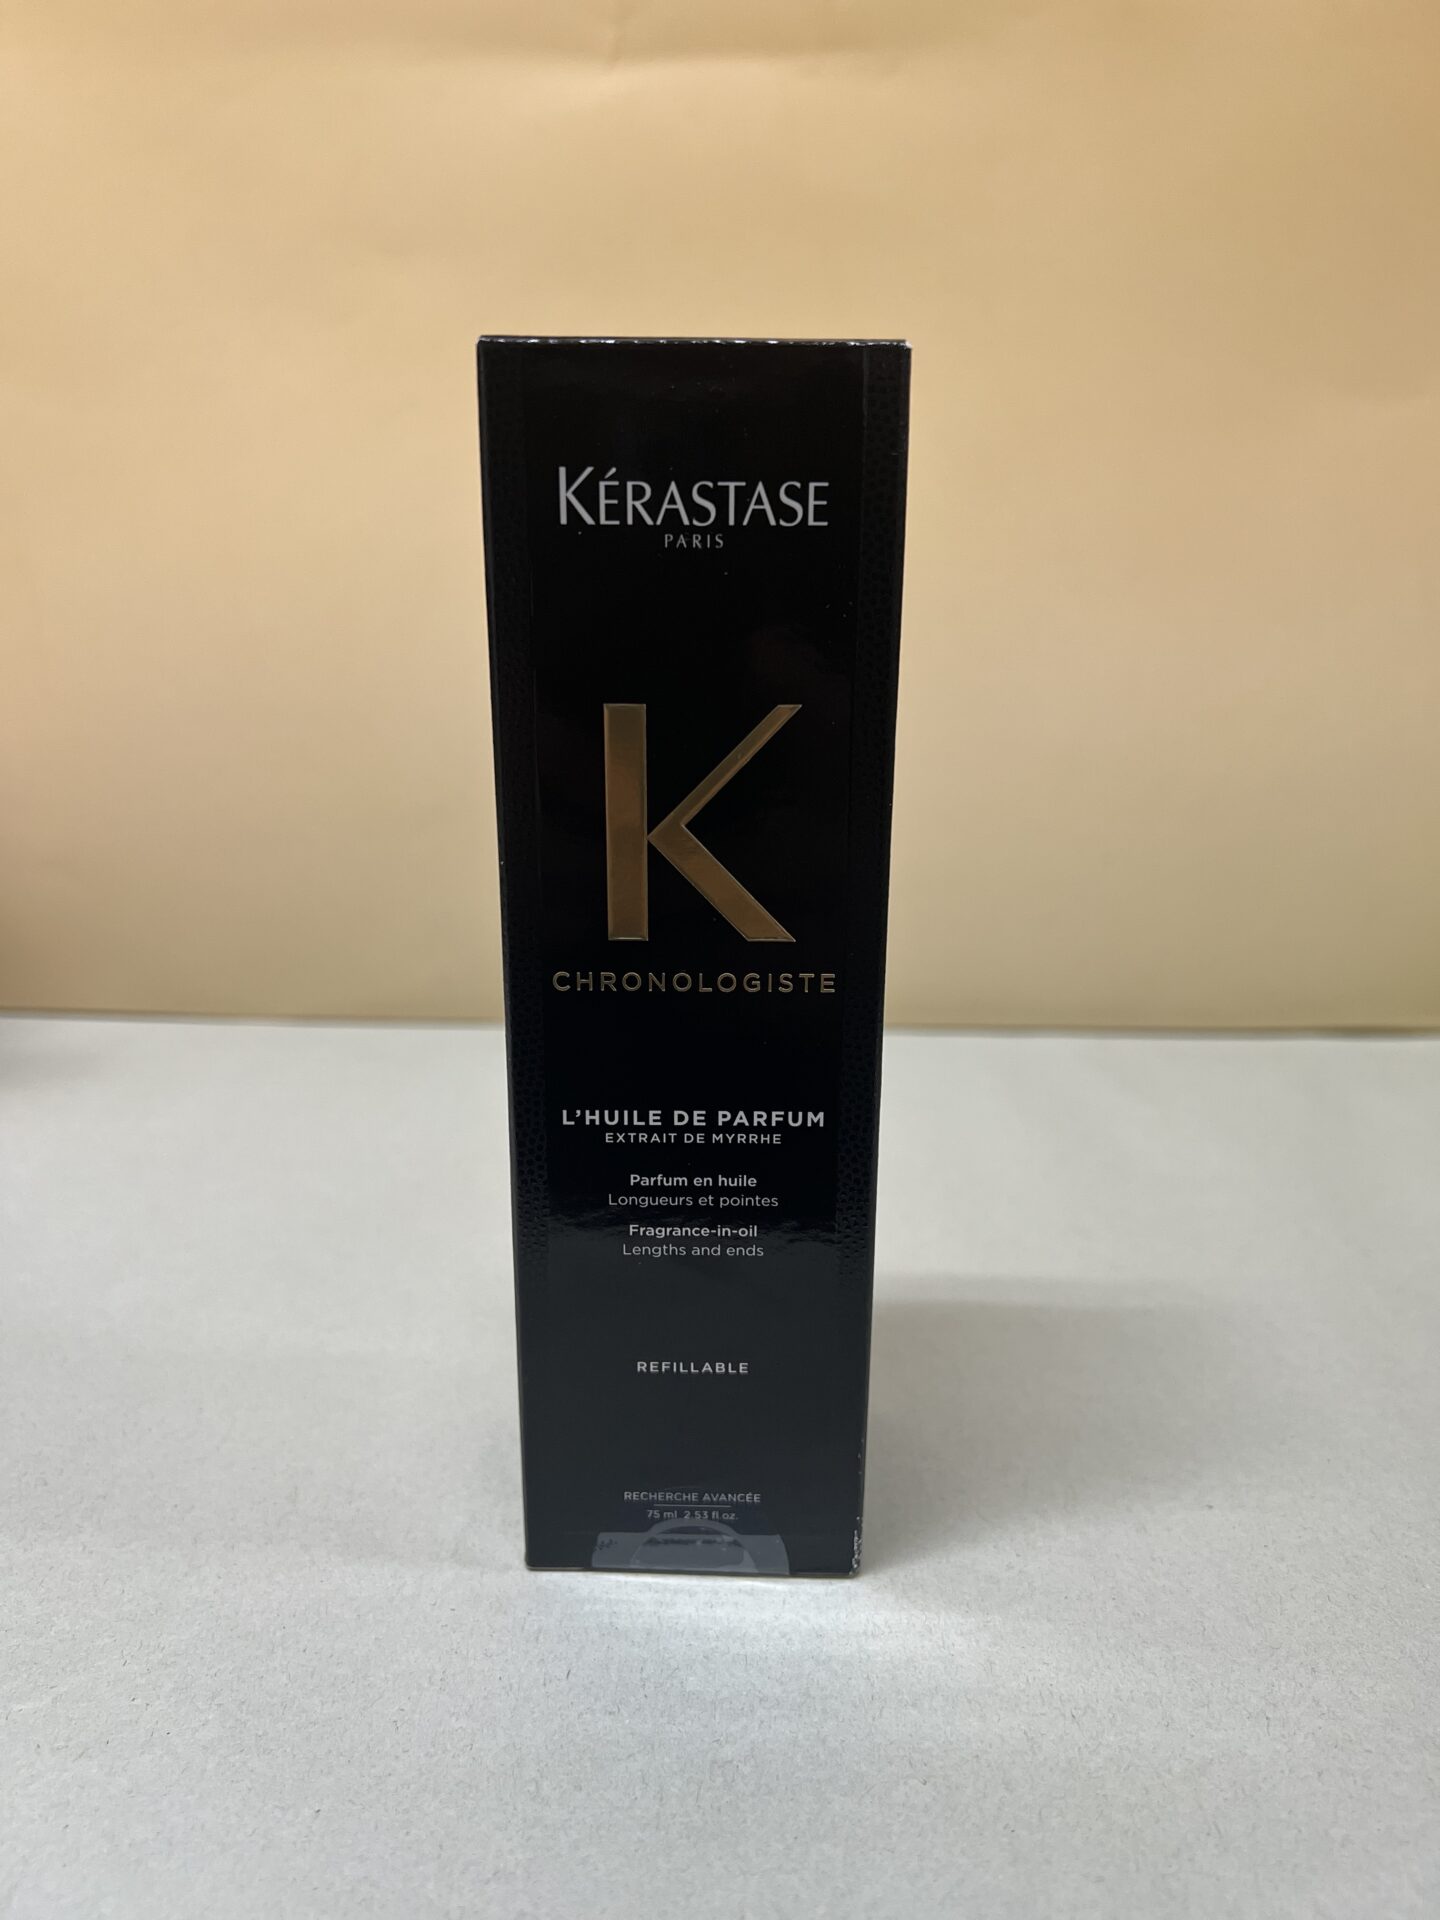 KÉRASTASE
PARIS
K
CHRONOLOGISTE
L'HUILE DE PARFUM
EXTRAIT DE MYRRHE
Parfum en huile
Longueurs et pointes
Fragrance-in-oil
Lengths and ends
REFILLABLE
RECHERCHE AVANCÉE
75 ml 2.53 fl oz.